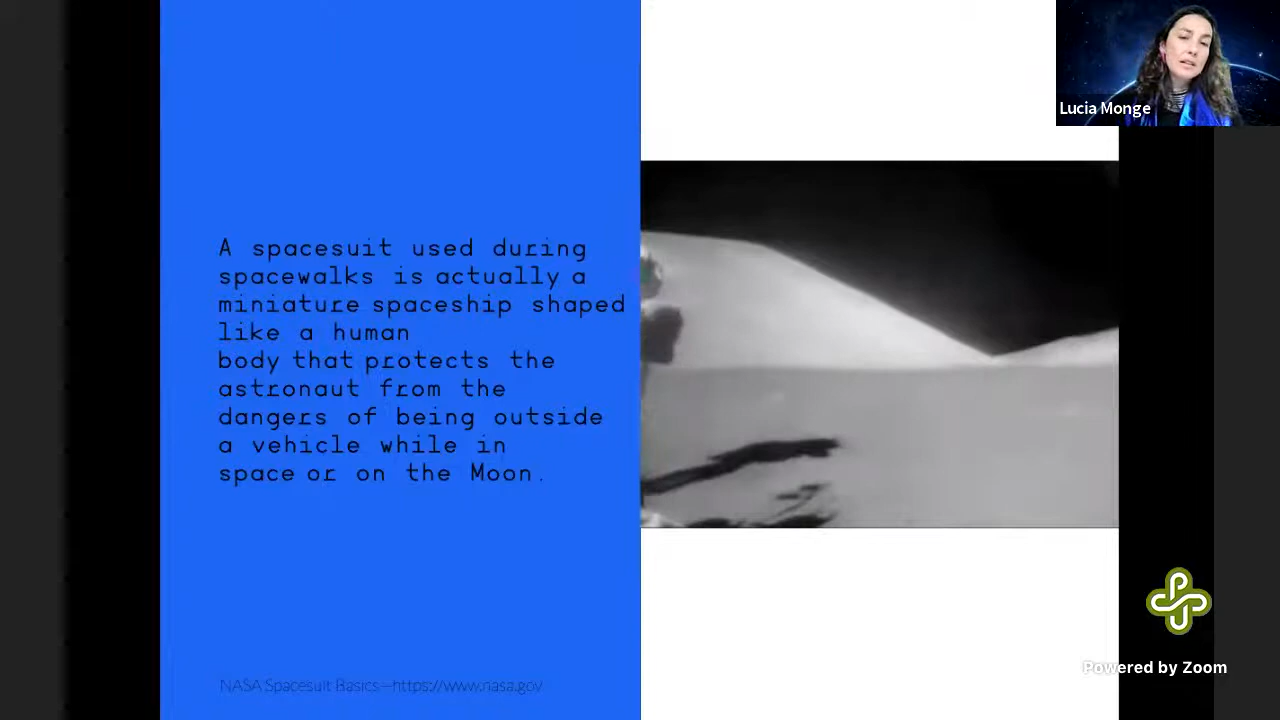 Lucia Monge
A spacesuit used during
spacewalks is actually a
miniature spaceship shaped
like a human
body that protects the
astronaut from the
dangers of being outside
a vehicle while in
space or on the Moon.
NASA Spacesuit Basics—https://www.nasa.gov
Powered by Zoom